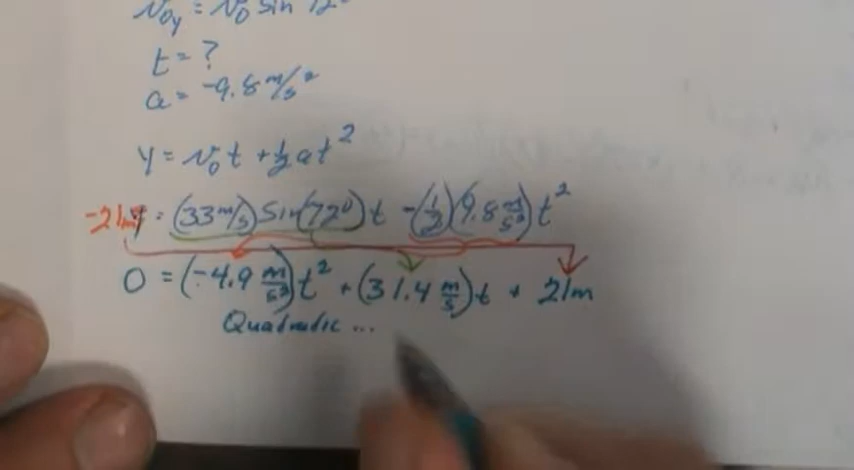 v₀y = v₀ sin 72°
t = ?
a = -9.8 m/s²
y = v₀t + ½at²
-21m y = (33 m/s) Sin(72°) t - (½)(9.8 m/s²) t²
0 = (-4.9 m/s²) t² + (31.4 m/s) t + 21m
Quadratic ...